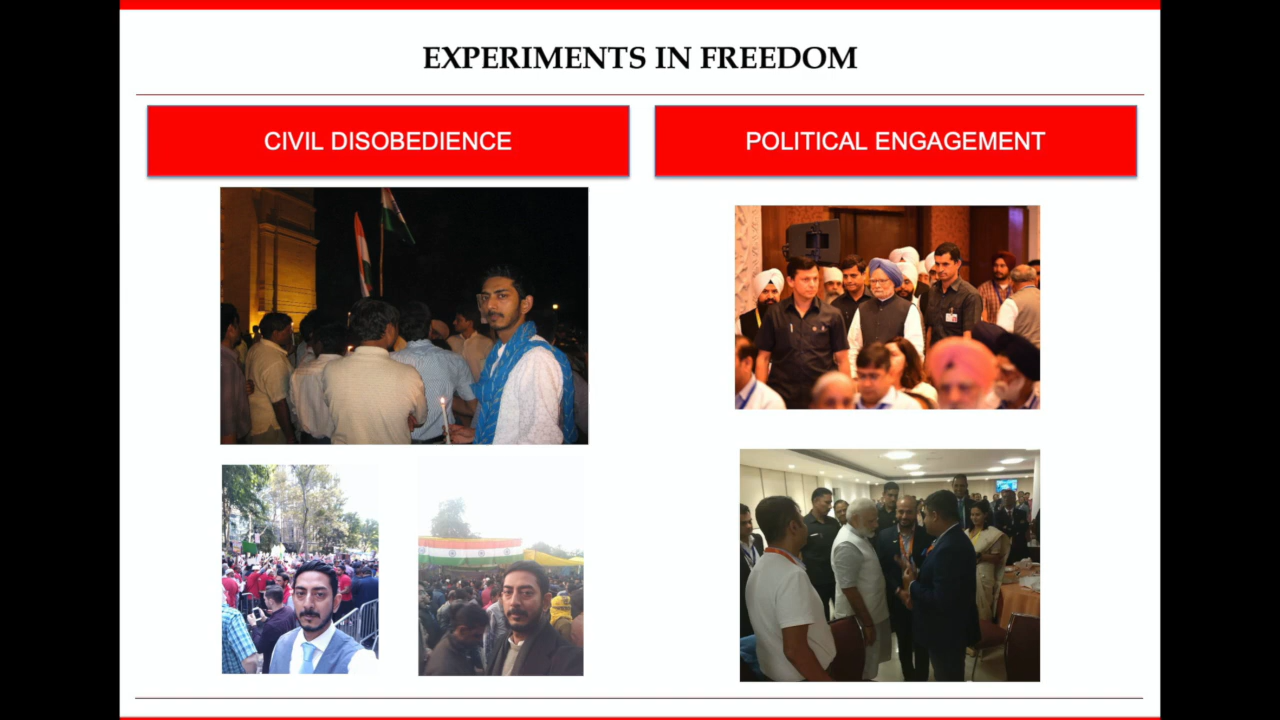 EXPERIMENTS IN FREEDOM
CIVIL DISOBEDIENCE
POLITICAL ENGAGEMENT